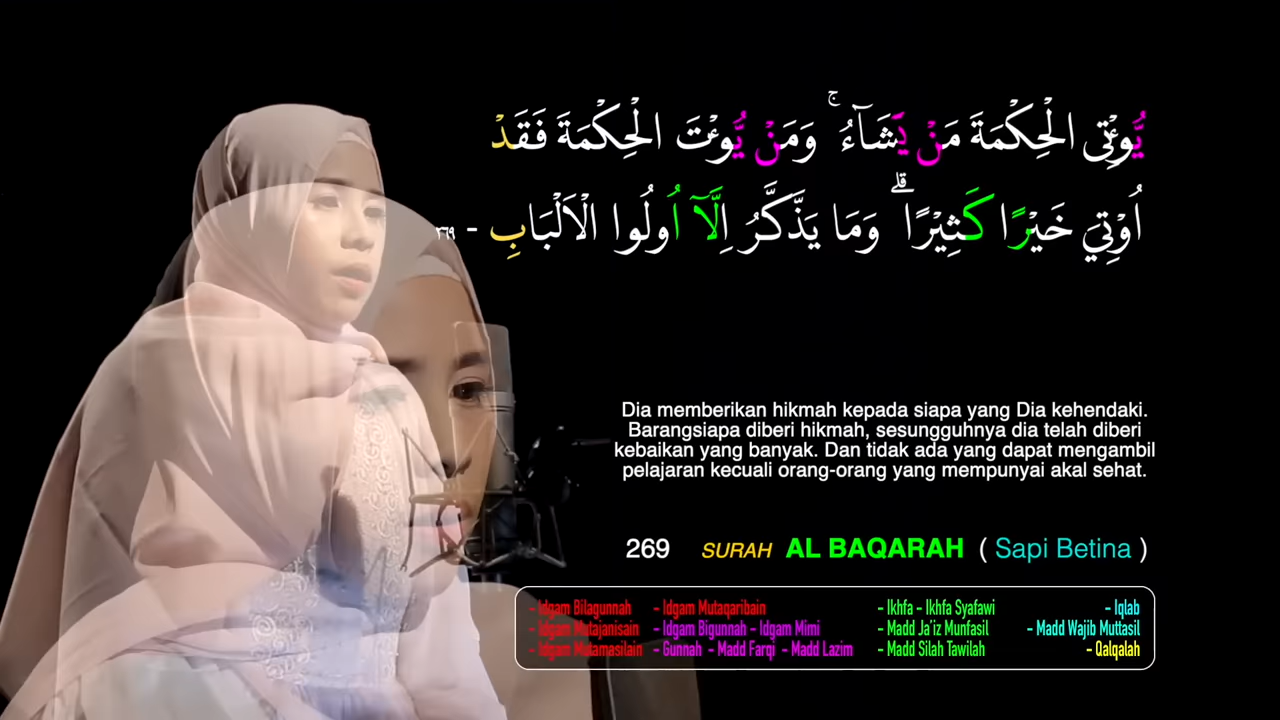 يُّؤْتِى الْحِكْمَةَ مَنْ يَّشَاۤءُ ۚ وَمَنْ يُّؤْتَ الْحِكْمَةَ فَقَدْ
اُوْتِيَ خَيْرًا كَثِيْرًا ۗ وَمَا يَذَّكَّرُ اِلَّآ اُولُوا الْاَلْبَابِ - ٢٦٩
Dia memberikan hikmah kepada siapa yang Dia kehendaki.
Barangsiapa diberi hikmah, sesungguhnya dia telah diberi
kebaikan yang banyak. Dan tidak ada yang dapat mengambil
pelajaran kecuali orang-orang yang mempunyai akal sehat.
269 SURAH AL BAQARAH ( Sapi Betina )
- Idgam Bilagunnah - Idgam Mutaqaribain - Ikhfa - Ikhfa Syafawi - Iqlab
- Idgam Mutajanisain - Idgam Bigunnah - Idgam Mimi - Madd Ja'iz Munfasil - Madd Wajib Muttasil
- Idgam Mutamasilain - Gunnah - Madd Farqi - Madd Lazim - Madd Silah Tawilah - Qalqalah